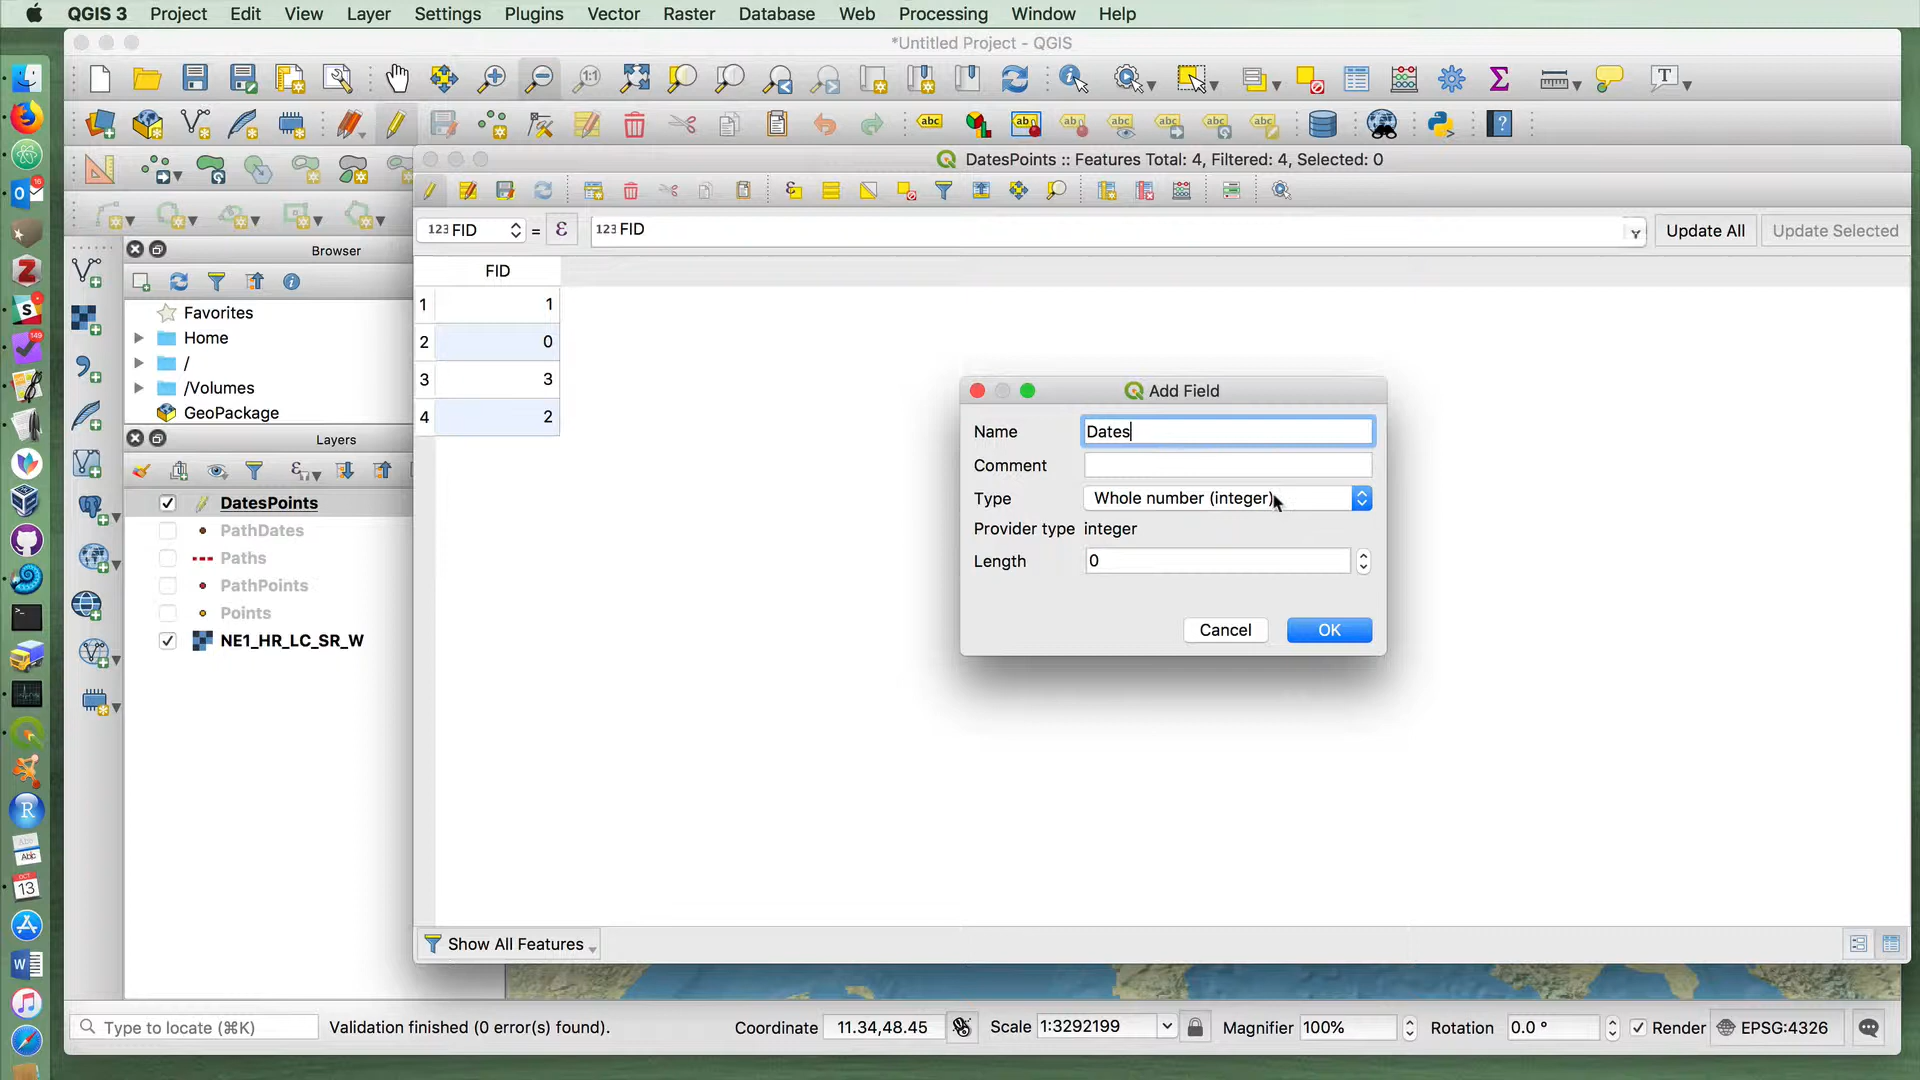 QGIS 3 Project Edit View Layer Settings Plugins Vector Raster Database Web Processing Window Help
*Untitled Project - QGIS
DatesPoints :: Features Total: 4, Filtered: 4, Selected: 0
123 FID = ε 123 FID Update All Update Selected
FID
1 1
2 0
3 3
4 2
Browser
Favorites
Home
/
/Volumes
GeoPackage
Layers
DatesPoints
PathDates
Paths
PathPoints
Points
NE1_HR_LC_SR_W
Add Field
Name Dates
Comment
Type Whole number (integer)
Provider type integer
Length 0
Cancel OK
Show All Features
Type to locate (⌘K) Validation finished (0 error(s) found). Coordinate 11.34,48.45 Scale 1:3292199 Magnifier 100% Rotation 0.0 ° Render EPSG:4326